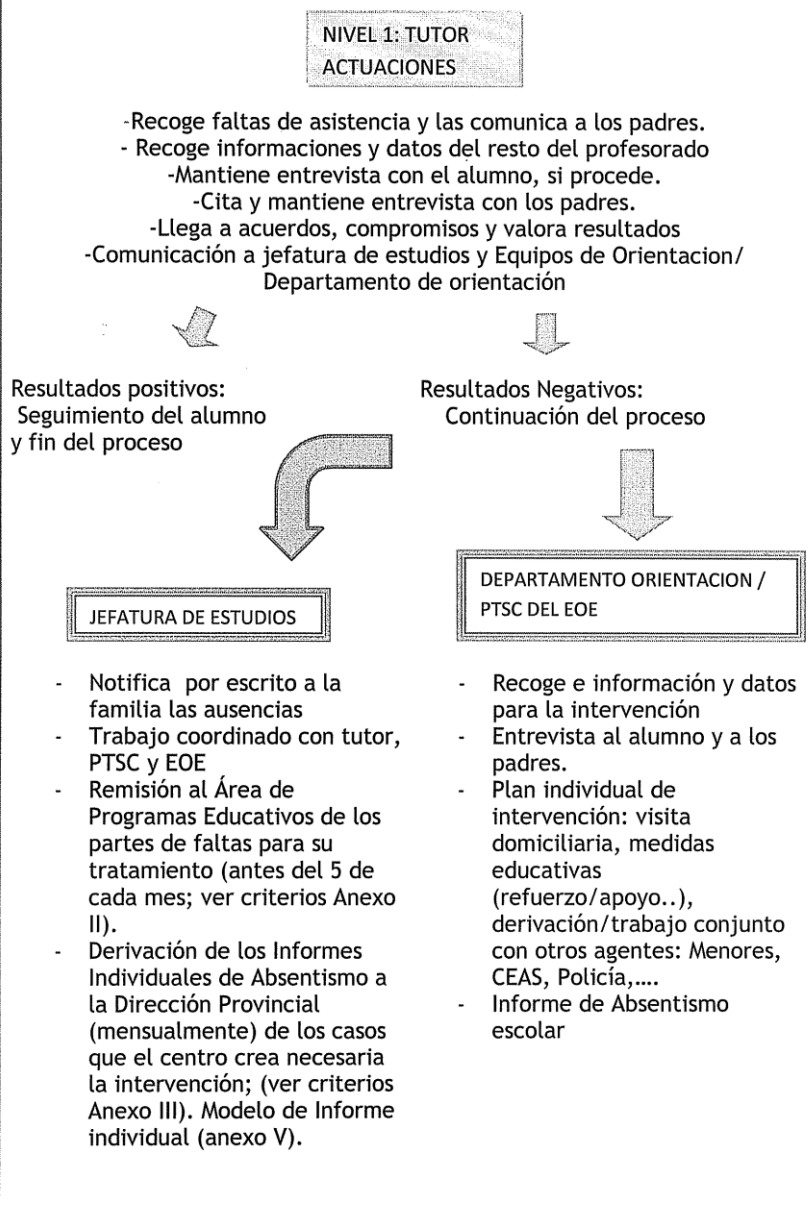 NIVEL 1: TUTOR
ACTUACIONES
-Recoge faltas de asistencia y las comunica a los padres.
- Recoge informaciones y datos del resto del profesorado
-Mantiene entrevista con el alumno, si procede.
-Cita y mantiene entrevista con los padres.
-Llega a acuerdos, compromisos y valora resultados
-Comunicación a jefatura de estudios y Equipos de Orientacion/
Departamento de orientación
Resultados positivos:
Seguimiento del alumno
y fin del proceso
Resultados Negativos:
Continuación del proceso
JEFATURA DE ESTUDIOS
- Notifica por escrito a la
familia las ausencias
- Trabajo coordinado con tutor,
PTSC y EOE
- Remisión al Área de
Programas Educativos de los
partes de faltas para su
tratamiento (antes del 5 de
cada mes; ver criterios Anexo
II).
- Derivación de los Informes
Individuales de Absentismo a
la Dirección Provincial
(mensualmente) de los casos
que el centro crea necesaria
la intervención; (ver criterios
Anexo III). Modelo de Informe
individual (anexo V).
DEPARTAMENTO ORIENTACION /
PTSC DEL EOE
- Recoge e información y datos
para la intervención
- Entrevista al alumno y a los
padres.
- Plan individual de
intervención: visita
domiciliaria, medidas
educativas
(refuerzo/apoyo..),
derivación/trabajo conjunto
con otros agentes: Menores,
CEAS, Policía,....
- Informe de Absentismo
escolar